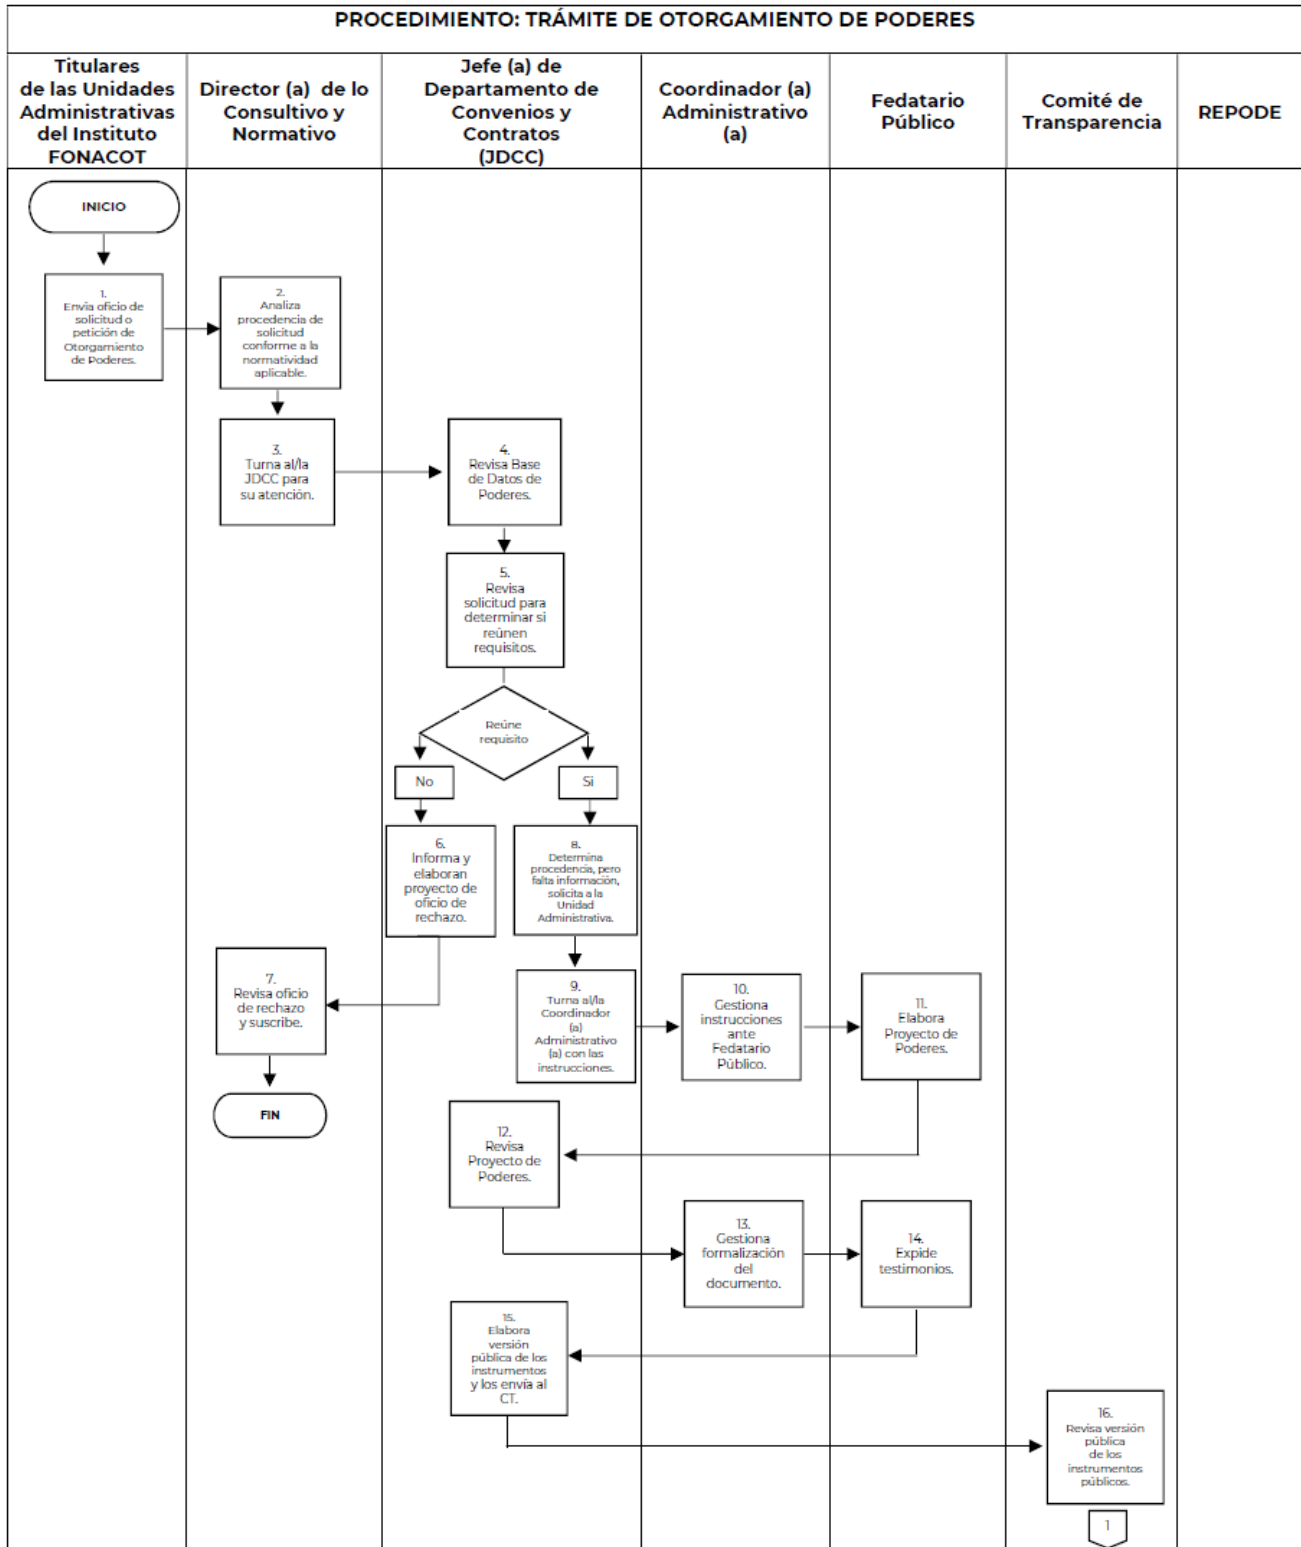 PROCEDIMIENTO: TRÁMITE DE OTORGAMIENTO DE PODERES
Titulares
de las Unidades
Administrativas
del Instituto
FONACOT
Director (a) de lo
Consultivo y
Normativo
Jefe (a) de
Departamento de
Convenios y
Contratos
(JDCC)
Coordinador (a)
Administrativo
(a)
Fedatario
Público
Comité de
Transparencia
REPODE
INICIO
1.
Envía oficio de
solicitud o
petición de
Otorgamiento
de Poderes.
2.
Analiza
procedencia de
solicitud
conforme a la
normatividad
aplicable.
3.
Turna al/la
JDCC para
su atención.
4.
Revisa Base
de Datos de
Poderes.
5.
Revisa
solicitud para
determinar si
reúnen
requisitos.
Reúne
requisito
No
Si
6.
Informa y
elaboran
proyecto de
oficio de
rechazo.
8.
Determina
procedencia, pero
falta información,
solicita a la
Unidad
Administrativa.
7.
Revisa oficio
de rechazo
y suscribe.
9.
Turna al/la
Coordinador
(a)
Administrativo
(a) con las
instrucciones.
10.
Gestiona
instrucciones
ante
Fedatario
Público.
11.
Elabora
Proyecto de
Poderes.
FIN
12.
Revisa
Proyecto de
Poderes.
13.
Gestiona
formalización
del
documento.
14.
Expide
testimonios.
15.
Elabora
versión
pública de los
instrumentos
y los envía al
CT.
16.
Revisa versión
pública
de los
instrumentos
públicos.
1